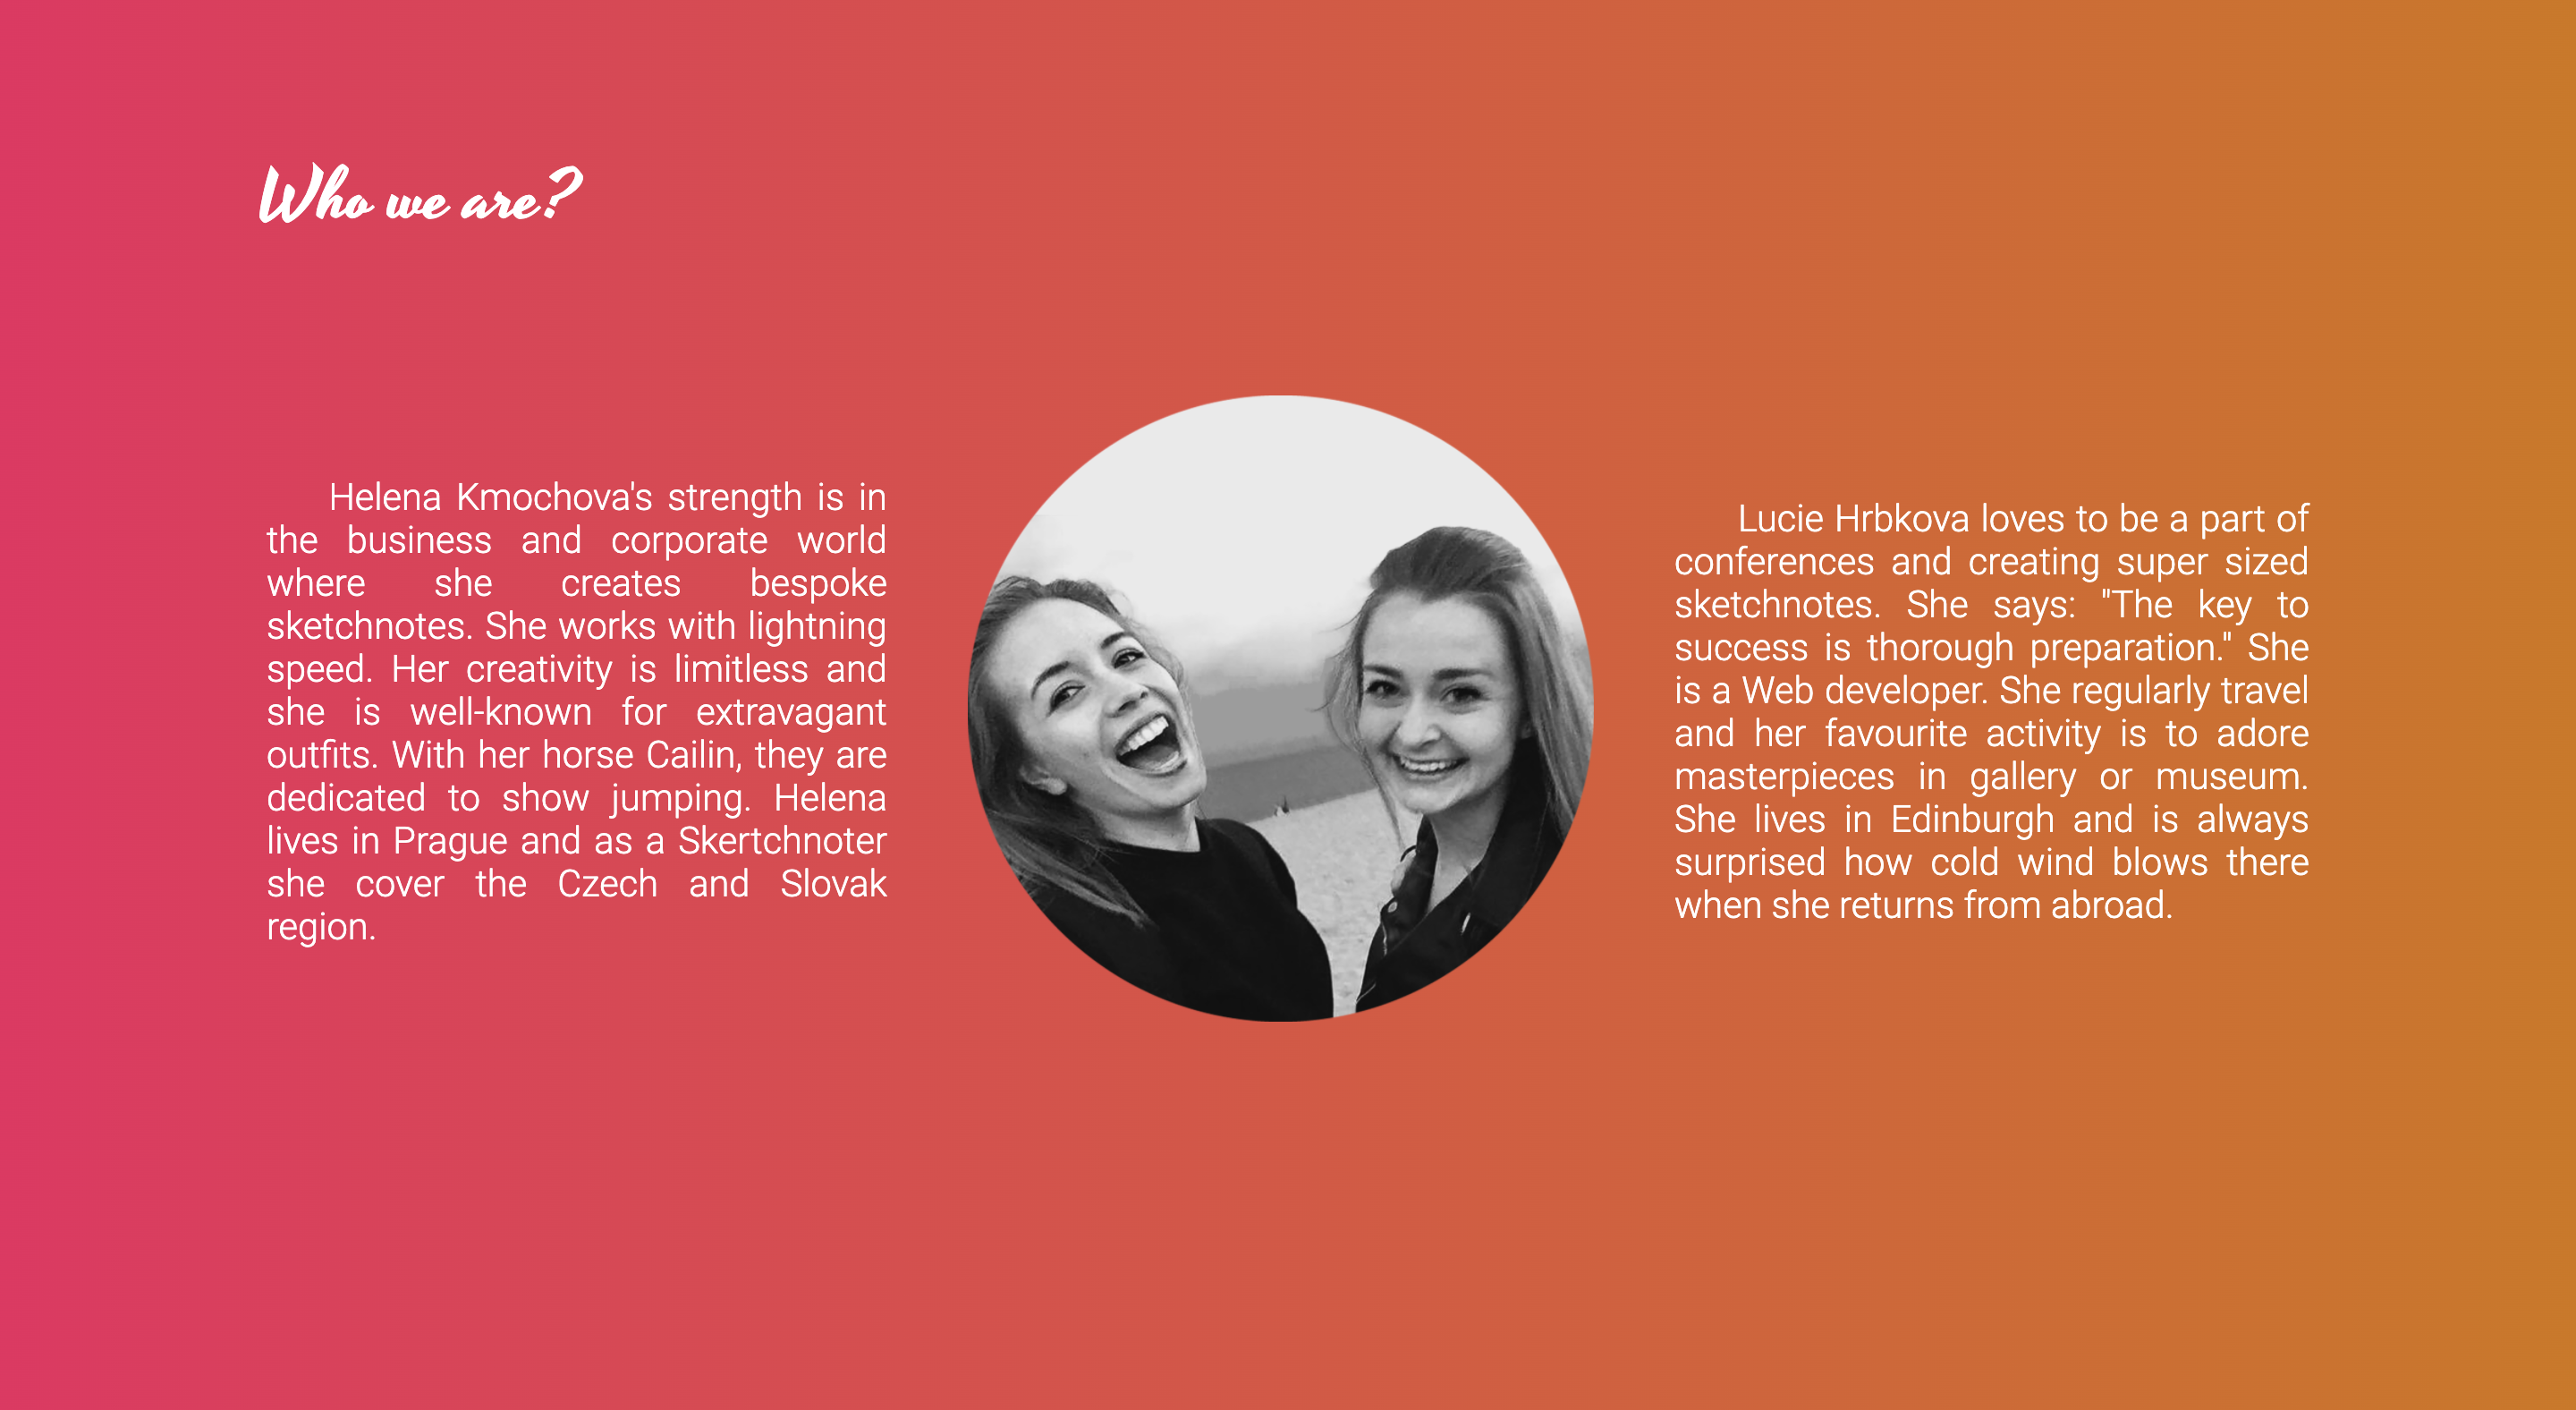 Who we are?
Helena Kmochova's strength is in
the business and corporate world
where she creates bespoke
sketchnotes. She works with lightning
speed. Her creativity is limitless and
she is well-known for extravagant
outfits. With her horse Cailin, they are
dedicated to show jumping. Helena
lives in Prague and as a Skertchnoter
she cover the Czech and Slovak
region.
Lucie Hrbkova loves to be a part of
conferences and creating super sized
sketchnotes. She says: "The key to
success is thorough preparation." She
is a Web developer. She regularly travel
and her favourite activity is to adore
masterpieces in gallery or museum.
She lives in Edinburgh and is always
surprised how cold wind blows there
when she returns from abroad.